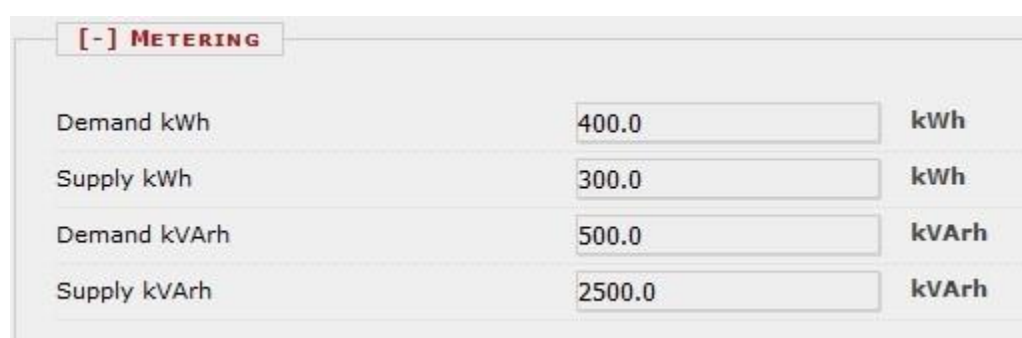 [-] METERING
Demand kWh 400.0 kWh
Supply kWh 300.0 kWh
Demand kVArh 500.0 kVArh
Supply kVArh 2500.0 kVArh